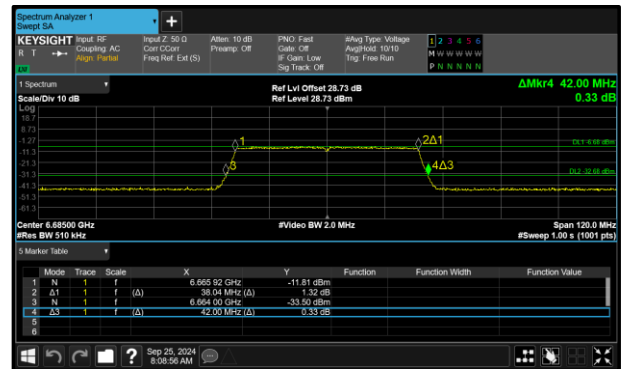 Spectrum Analyzer 1
Swept SA
KEYSIGHT Input: RF Input Z: 50 Ω Atten: 10 dB PNO: Fast #Avg Type: Voltage 1 2 3 4 5 6
R T Coupling: AC Corr CCorr Preamp: Off Gate: Off Avg|Hold: 10/10 M W W W W W
Align: Partial Freq Ref: Ext (S) IF Gain: Low Trig: Free Run P N N N N N
Sig Track: Off
1 Spectrum Ref Lvl Offset 28.73 dB ΔMkr4 42.00 MHz
Scale/Div 10 dB Ref Level 28.73 dBm 0.33 dB
Log
18.7
8.73
-1.27
-11.3
-21.3
-31.3
-41.3
-51.3
-61.3
1
2Δ1
3
4Δ3
DL1 -6.68 dBm
DL2 -32.68 dBm
Center 6.68500 GHz #Video BW 2.0 MHz Span 120.0 MHz
#Res BW 510 kHz #Sweep 1.00 s (1001 pts)
5 Marker Table
Mode Trace Scale X Y Function Function Width Function Value
1 N 1 f 6.665 92 GHz -11.81 dBm
2 Δ1 1 f (Δ) 38.04 MHz (Δ) 1.32 dB
3 N 1 f 6.664 00 GHz -33.50 dBm
4 Δ3 1 f (Δ) 42.00 MHz (Δ) 0.33 dB
5
6
Sep 25, 2024
8:08:56 AM